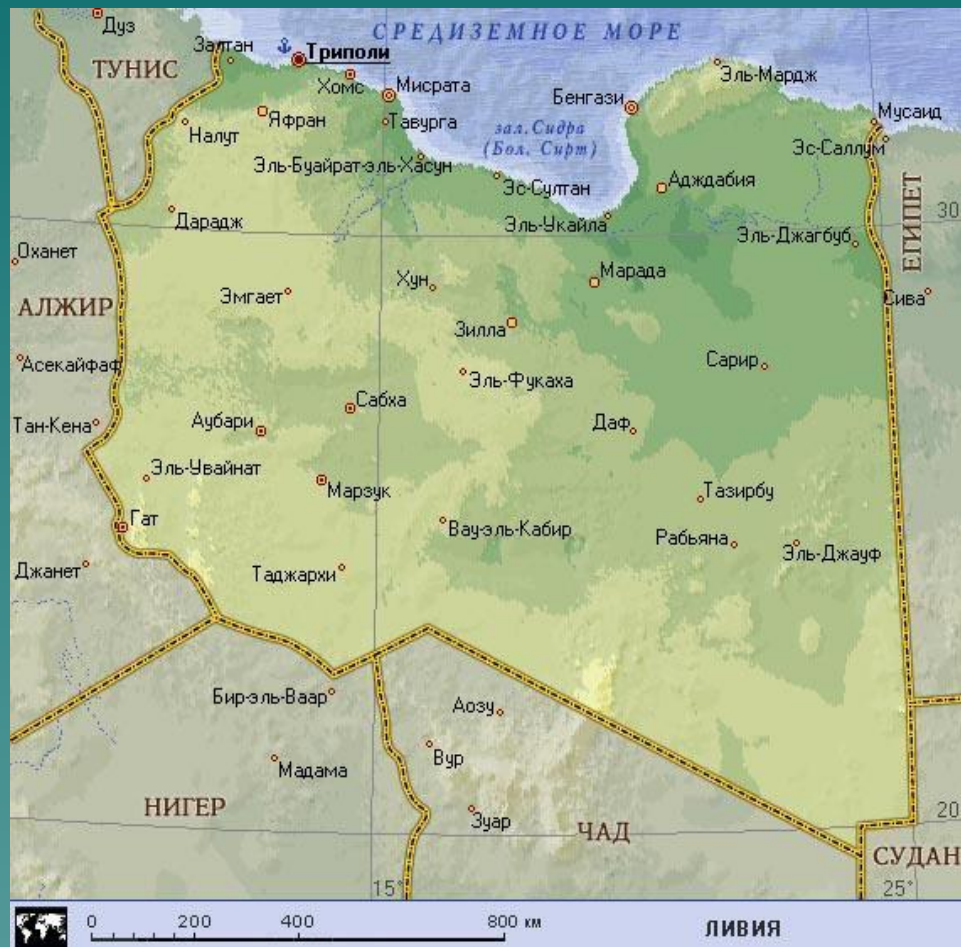 Дуз
СРЕДИЗЕМНОЕ МОРЕ
Залтан
Триполи
ТУНИС
Эль-Мардж
Хомс
Мисрата
Бенгази
Мусаид
Налут
Яфран
Тавурга
зал.Сидра
(Бол. Сирт)
Эс-Саллум
Эль-Буайрат-эль-Хасун
Эс-Султан
Адждабия
ЕГИПЕТ
Дарадж
Эль-Укайла
Эль-Джагбуб
30
Оханет
Хун
Марада
АЛЖИР
Эмгает
Сива
Зилла
Асекайфаф
Эль-Фукаха
Сарир
Сабха
Тан-Кена
Аубари
Даф
Эль-Увайнат
Марзук
Тазирбу
Гат
Вау-эль-Кабир
Рабьяна
Эль-Джауф
Джанет
Таджархи
Бир-эль-Ваар
Аозу
Вур
Мадама
НИГЕР
Зуар
ЧАД
20
СУДАН
15°
25°
0 200 400 800 км
ЛИВИЯ